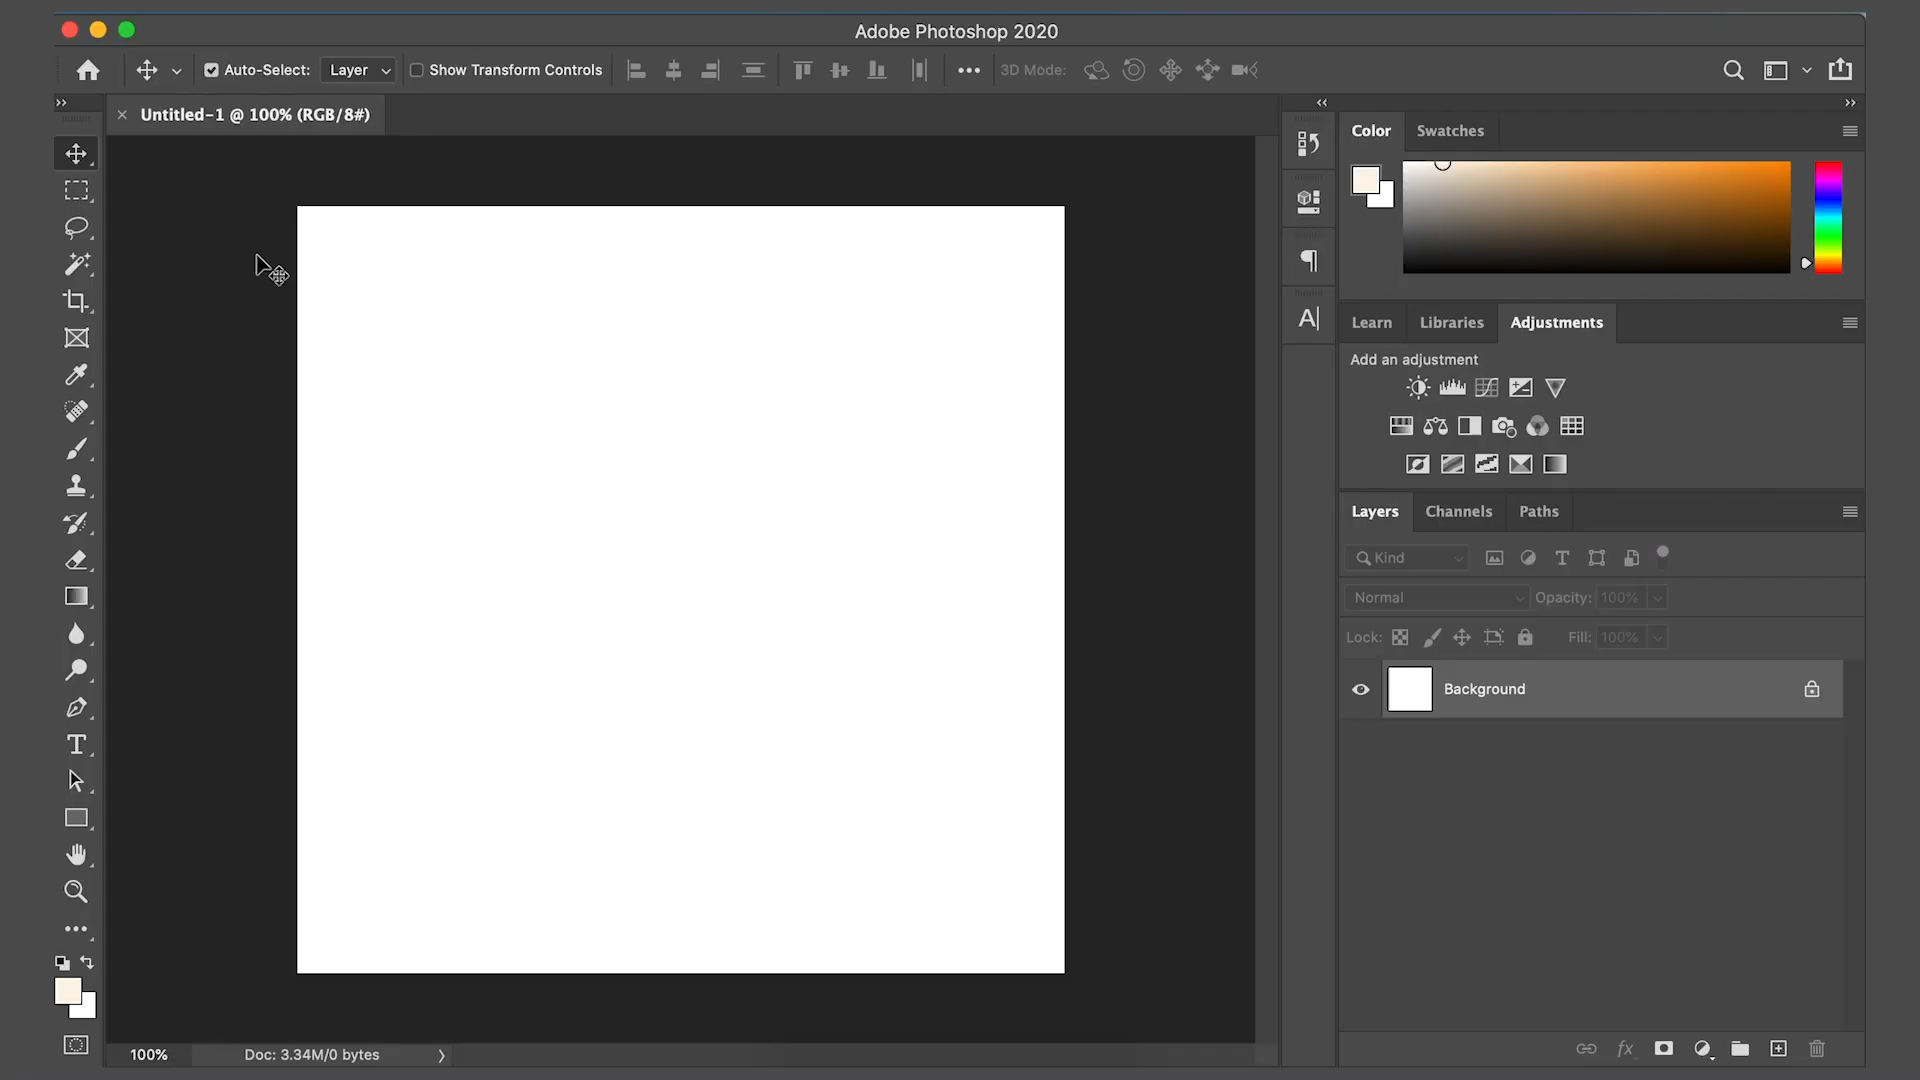 Adobe Photoshop 2020
Auto-Select: Layer Show Transform Controls 3D Mode:
Untitled-1 @ 100% (RGB/8#)
Color Swatches
Learn Libraries Adjustments
Add an adjustment
Layers Channels Paths
Kind
Normal Opacity: 100%
Lock: Fill: 100%
Background
100% Doc: 3.34M/0 bytes
fx